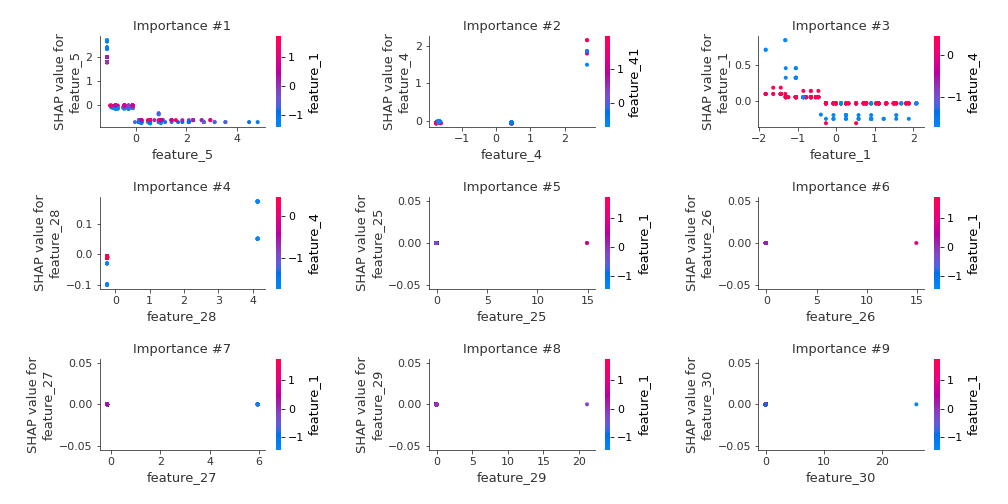 Importance #1
SHAP value for
feature_5
2
1
0
0
2
4
feature_5
1
0
−1
feature_1
Importance #2
SHAP value for
feature_4
2
1
0
−1
0
1
2
feature_4
1
0
feature_41
Importance #3
SHAP value for
feature_1
0.5
0.0
−2
−1
0
1
2
feature_1
0
−1
feature_4
Importance #4
SHAP value for
feature_28
0.1
0.0
−0.1
0
1
2
3
4
feature_28
0
−1
feature_4
Importance #5
SHAP value for
feature_25
0.05
0.00
−0.05
0
5
10
15
feature_25
1
0
−1
feature_1
Importance #6
SHAP value for
feature_26
0.05
0.00
−0.05
0
5
10
15
feature_26
1
0
−1
feature_1
Importance #7
SHAP value for
feature_27
0.05
0.00
−0.05
0
2
4
6
feature_27
1
0
−1
feature_1
Importance #8
SHAP value for
feature_29
0.05
0.00
−0.05
0
5
10
15
20
feature_29
1
0
−1
feature_1
Importance #9
SHAP value for
feature_30
0.05
0.00
−0.05
0
10
20
feature_30
1
0
−1
feature_1